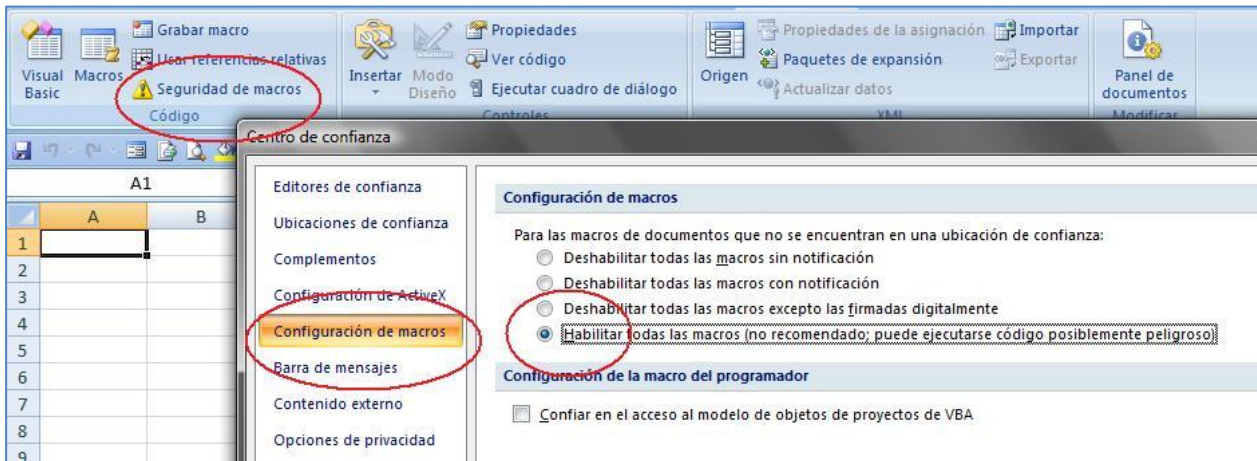 Visual Basic
Macros
Grabar macro
Usar referencias relativas
Seguridad de macros
Código
Insertar
Modo Diseño
Propiedades
Ver código
Ejecutar cuadro de diálogo
Controles
Origen
Propiedades de la asignación
Paquetes de expansión
Actualizar datos
Importar
Exportar
XML
Panel de documentos
Modificar
A1
A B
1
2
3
4
5
6
7
8
9
Centro de confianza
Editores de confianza
Ubicaciones de confianza
Complementos
Configuración de ActiveX
Configuración de macros
Barra de mensajes
Contenido externo
Opciones de privacidad
Configuración de macros
Para las macros de documentos que no se encuentran en una ubicación de confianza:
Deshabilitar todas las macros sin notificación
Deshabilitar todas las macros con notificación
Deshabilitar todas las macros excepto las firmadas digitalmente
Habilitar todas las macros (no recomendado; puede ejecutarse código posiblemente peligroso)
Configuración de la macro del programador
Confiar en el acceso al modelo de objetos de proyectos de VBA